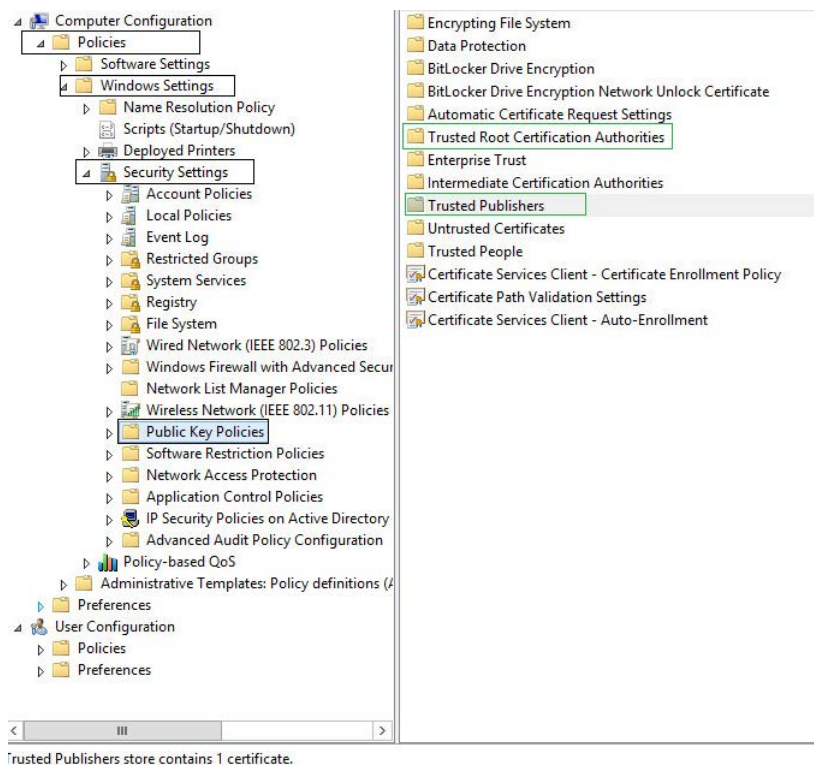 Computer Configuration
Policies
Software Settings
Windows Settings
Name Resolution Policy
Scripts (Startup/Shutdown)
Deployed Printers
Security Settings
Account Policies
Local Policies
Event Log
Restricted Groups
System Services
Registry
File System
Wired Network (IEEE 802.3) Policies
Windows Firewall with Advanced Secur
Network List Manager Policies
Wireless Network (IEEE 802.11) Policies
Public Key Policies
Software Restriction Policies
Network Access Protection
Application Control Policies
IP Security Policies on Active Directory
Advanced Audit Policy Configuration
Policy-based QoS
Administrative Templates: Policy definitions (A
Preferences
User Configuration
Policies
Preferences
Encrypting File System
Data Protection
BitLocker Drive Encryption
BitLocker Drive Encryption Network Unlock Certificate
Automatic Certificate Request Settings
Trusted Root Certification Authorities
Enterprise Trust
Intermediate Certification Authorities
Trusted Publishers
Untrusted Certificates
Trusted People
Certificate Services Client - Certificate Enrollment Policy
Certificate Path Validation Settings
Certificate Services Client - Auto-Enrollment
Trusted Publishers store contains 1 certificate.